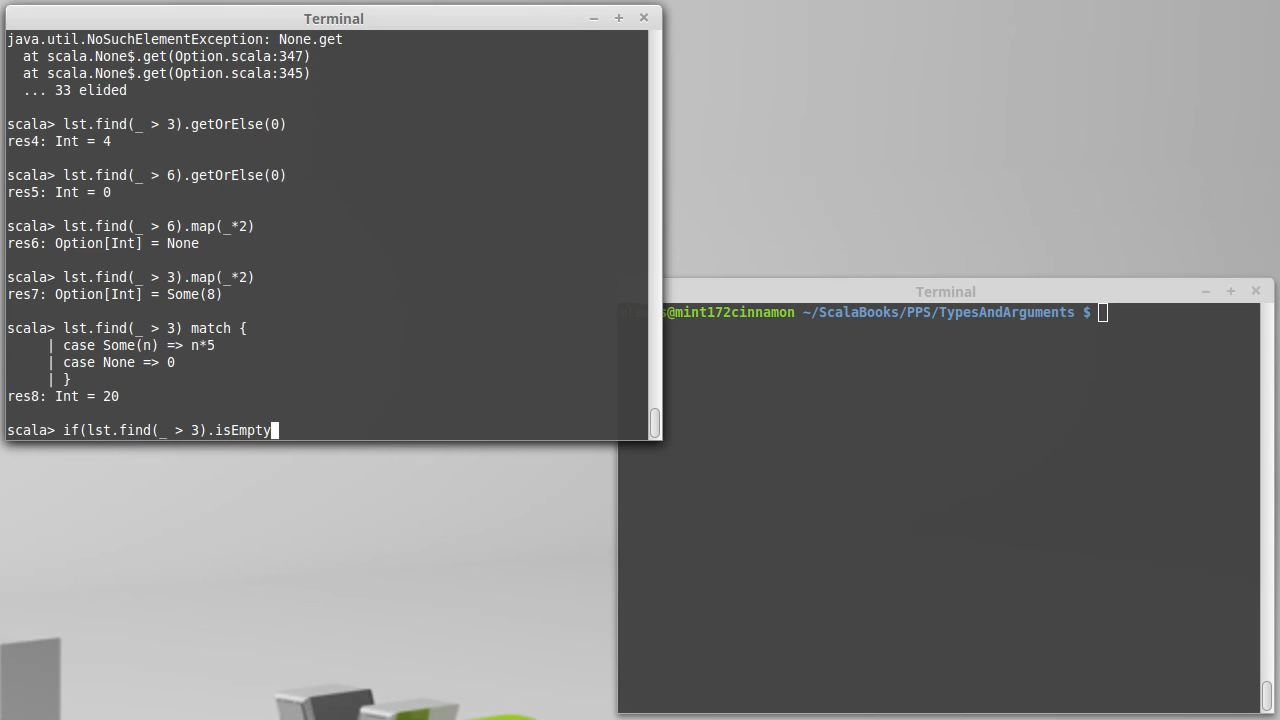 Terminal
java.util.NoSuchElementException: None.get
  at scala.None$.get(Option.scala:347)
  at scala.None$.get(Option.scala:345)
  ... 33 elided
scala> lst.find(_ > 3).getOrElse(0)
res4: Int = 4
scala> lst.find(_ > 6).getOrElse(0)
res5: Int = 0
scala> lst.find(_ > 6).map(_*2)
res6: Option[Int] = None
scala> lst.find(_ > 3).map(_*2)
res7: Option[Int] = Some(8)
scala> lst.find(_ > 3) match {
     | case Some(n) => n*5
     | case None => 0
     | }
res8: Int = 20
scala> if(lst.find(_ > 3).isEmpty
Terminal
@mint172cinnamon ~/ScalaBooks/PPS/TypesAndArguments $